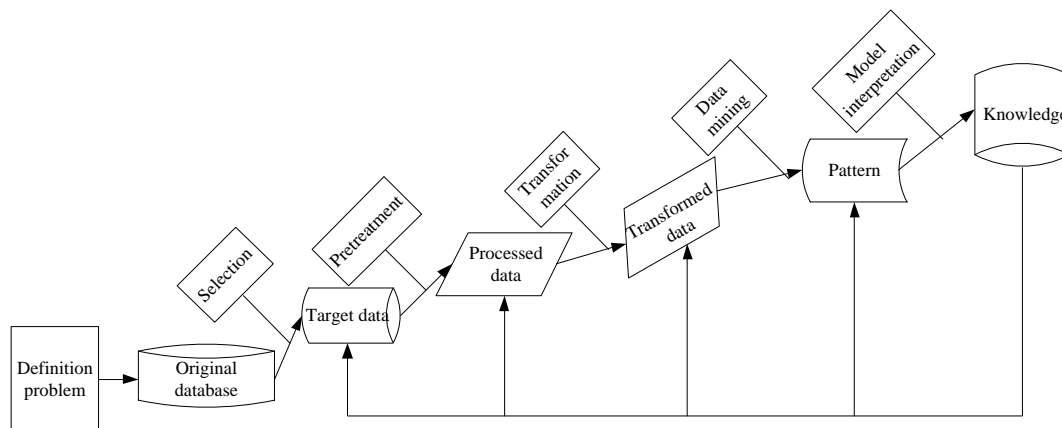 Definition
problem
Original
database
Selection
Target data
Pretreatment
Processed
data
Transfor
mation
Transformed
data
Data
mining
Pattern
Model
interpretation
Knowledge